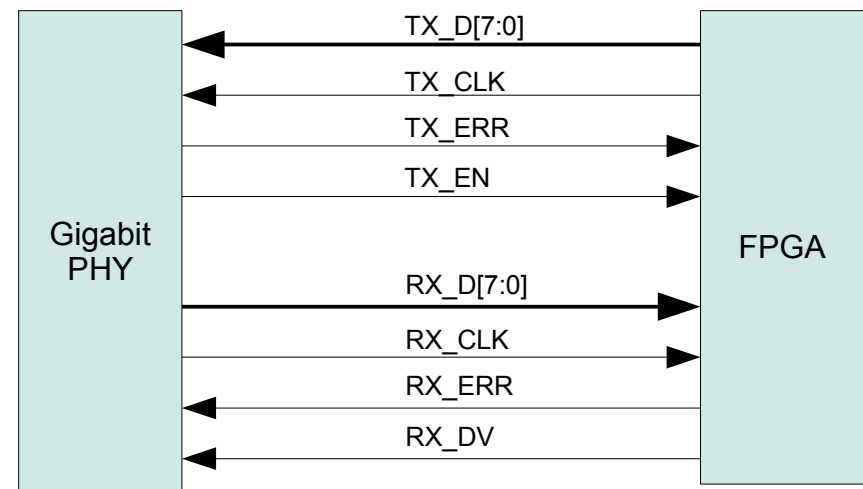 TX_D[7:0]
TX_CLK
TX_ERR
TX_EN
Gigabit
PHY
FPGA
RX_D[7:0]
RX_CLK
RX_ERR
RX_DV